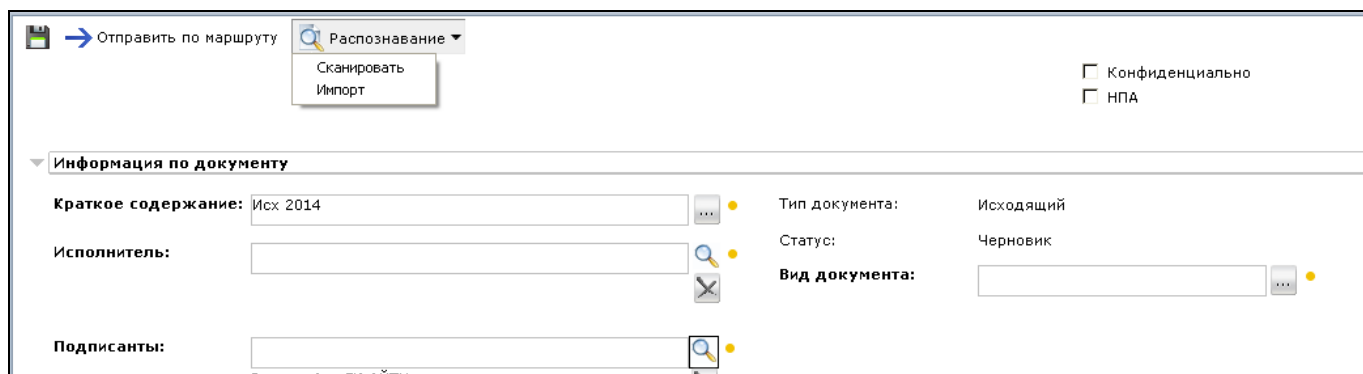 Отправить по маршруту Распознавание
Сканировать
Импорт
Конфиденциально
НПА
Информация по документу
Краткое содержание: Исх 2014 ... Тип документа: Исходящий
Статус: Черновик
Исполнитель:
Вид документа: ...
Подписанты: